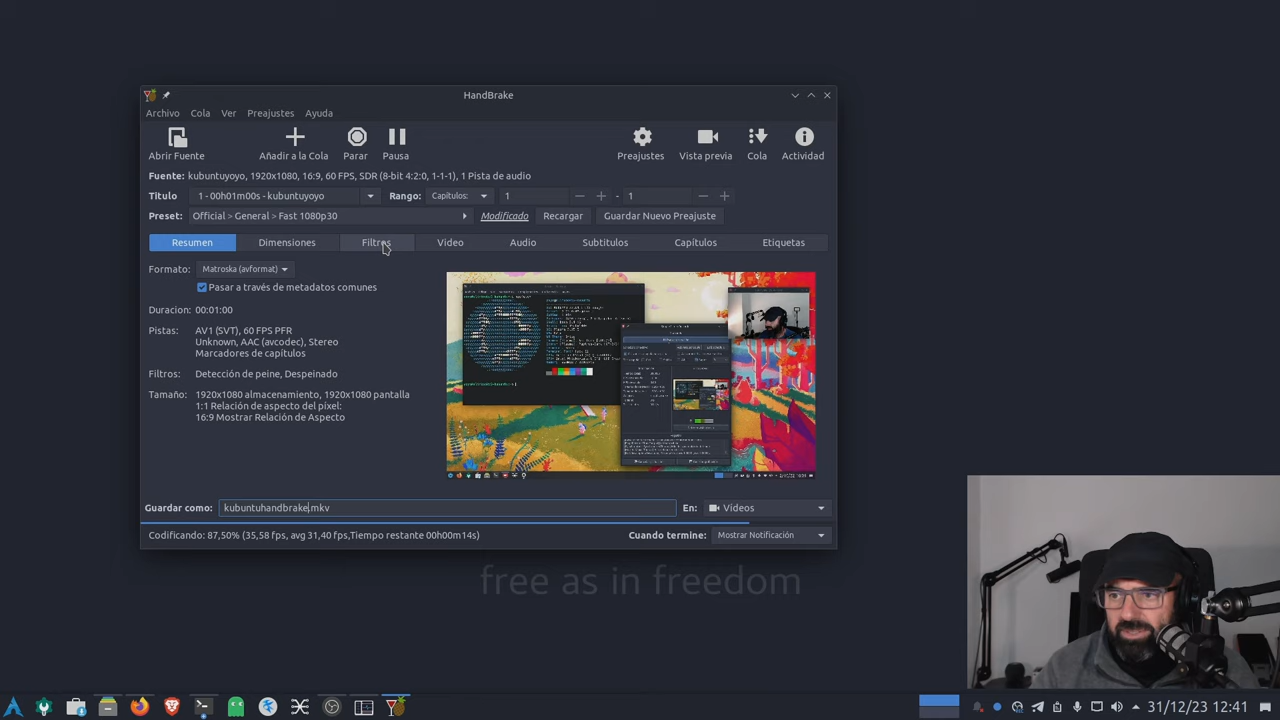 HandBrake
Archivo Cola Ver Preajustes Ayuda
Abrir Fuente Añadir a la Cola Parar Pausa Preajustes Vista previa Cola Actividad
Fuente: kubuntuyoyo, 1920x1080, 16:9, 60 FPS, SDR (8-bit 4:2:0, 1-1-1), 1 Pista de audio
Titulo 1 - 00h01m00s - kubuntuyoyo Rango: Capitulos: 1 - 1
Preset: Official > General > Fast 1080p30 Modificado Recargar Guardar Nuevo Preajuste
Resumen Dimensiones Filtros Video Audio Subtitulos Capitulos Etiquetas
Formato: Matroska (avformat)
Pasar a través de metadatos comunes
Duracion: 00:01:00
Pistas: AV1 (SVT), 60 FPS PFR
Unknown, AAC (avcodec), Stereo
Marcadores de capítulos
Filtros: Detección de peine, Despeinado
Tamaño: 1920x1080 almacenamiento, 1920x1080 pantalla
1:1 Relación de aspecto del pixel:
16:9 Mostrar Relación de Aspecto
Guardar como: kubuntuhandbrake.mkv En: Videos
Codificando: 87,50% (35,58 fps, avg 31,40 fps,Tiempo restante 00h00m14s) Cuando termine: Mostrar Notificación
free as in freedom
31/12/23 12:41